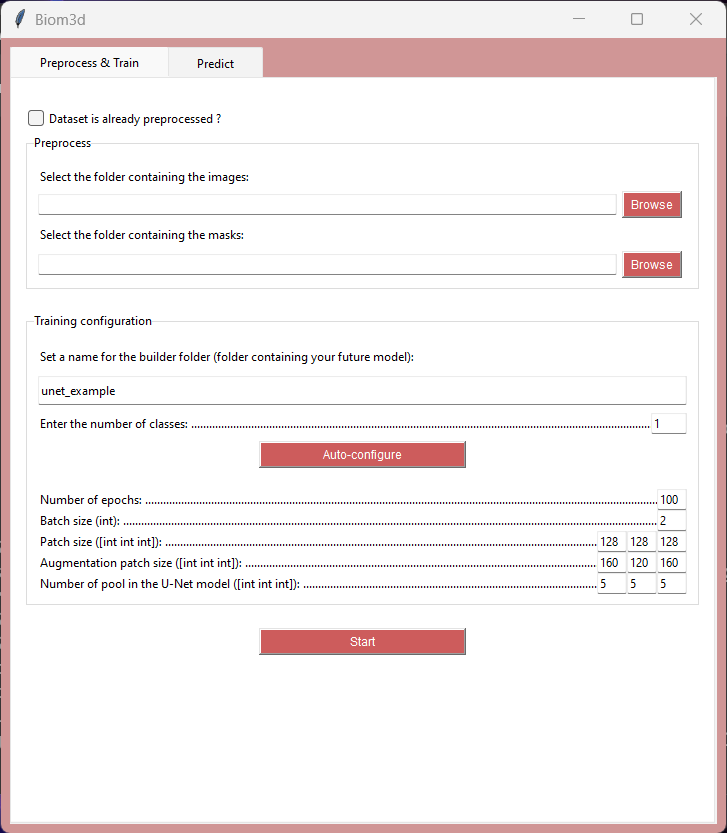 Biom3d
Preprocess & Train
Predict
Dataset is already preprocessed ?
Preprocess
Select the folder containing the images:
Browse
Select the folder containing the masks:
Browse
Training configuration
Set a name for the builder folder (folder containing your future model):
unet_example
Enter the number of classes: 1
Auto-configure
Number of epochs: 100
Batch size (int): 2
Patch size ([int int int]): 128 128 128
Augmentation patch size ([int int int]): 160 120 160
Number of pool in the U-Net model ([int int int]): 5 5 5
Start